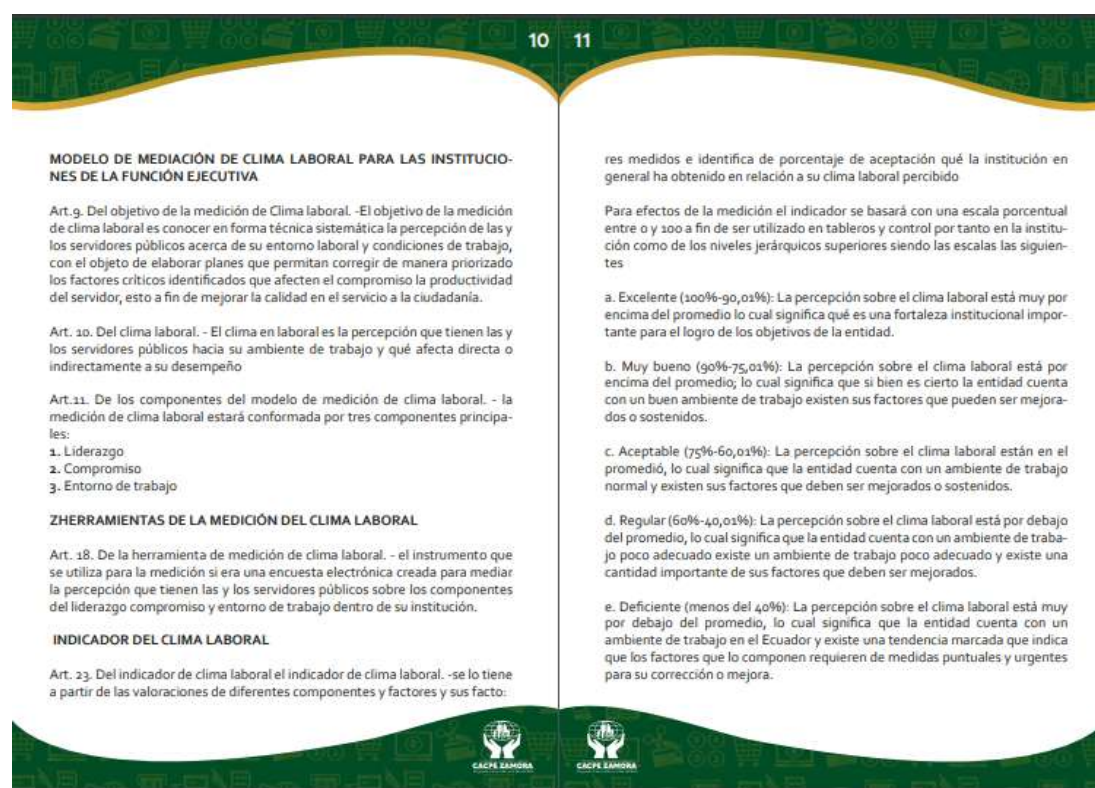 10
MODELO DE MEDIACIÓN DE CLIMA LABORAL PARA LAS INSTITUCIO-
NES DE LA FUNCIÓN EJECUTIVA
Art.9. Del objetivo de la medición de Clima laboral. -El objetivo de la medición
de clima laboral es conocer en forma técnica sistemática la percepción de las y
los servidores públicos acerca de su entorno laboral y condiciones de trabajo,
con el objeto de elaborar planes que permitan corregir de manera priorizado
los factores críticos identificados que afecten el compromiso la productividad
del servidor, esto a fin de mejorar la calidad en el servicio a la ciudadanía.
Art. 10. Del clima laboral. - El clima en laboral es la percepción que tienen las y
los servidores públicos hacia su ambiente de trabajo y qué afecta directa o
indirectamente a su desempeño
Art.11. De los componentes del modelo de medición de clima laboral. - la
medición de clima laboral estará conformada por tres componentes principa-
les:
1. Liderazgo
2. Compromiso
3. Entorno de trabajo
ZHERRAMIENTAS DE LA MEDICIÓN DEL CLIMA LABORAL
Art. 18. De la herramienta de medición de clima laboral. - el instrumento que
se utiliza para la medición si era una encuesta electrónica creada para mediar
la percepción que tienen las y los servidores públicos sobre los componentes
del liderazgo compromiso y entorno de trabajo dentro de su institución.
INDICADOR DEL CLIMA LABORAL
Art. 23. Del indicador de clima laboral el indicador de clima laboral. -se lo tiene
a partir de las valoraciones de diferentes componentes y factores y sus facto:
CACPE ZAMORA
11
res medidos e identifica de porcentaje de aceptación qué la institución en
general ha obtenido en relación a su clima laboral percibido
Para efectos de la medición el indicador se basará con una escala porcentual
entre 0 y 100 a fin de ser utilizado en tableros y control por tanto en la institu-
ción como de los niveles jerárquicos superiores siendo las escalas las siguien-
tes
a. Excelente (100%-90,01%): La percepción sobre el clima laboral está muy por
encima del promedio lo cual significa qué es una fortaleza institucional impor-
tante para el logro de los objetivos de la entidad.
b. Muy bueno (90%-75,01%): La percepción sobre el clima laboral está por
encima del promedio; lo cual significa que si bien es cierto la entidad cuenta
con un buen ambiente de trabajo existen sus factores que pueden ser mejora-
dos o sostenidos.
c. Aceptable (75%-60,01%): La percepción sobre el clima laboral están en el
promedió, lo cual significa que la entidad cuenta con un ambiente de trabajo
normal y existen sus factores que deben ser mejorados o sostenidos.
d. Regular (60%-40,01%): La percepción sobre el clima laboral está por debajo
del promedio, lo cual significa que la entidad cuenta con un ambiente de traba-
jo poco adecuado existe un ambiente de trabajo poco adecuado y existe una
cantidad importante de sus factores que deben ser mejorados.
e. Deficiente (menos del 40%): La percepción sobre el clima laboral está muy
por debajo del promedio, lo cual significa que la entidad cuenta con un
ambiente de trabajo en el Ecuador y existe una tendencia marcada que indica
que los factores que lo componen requieren de medidas puntuales y urgentes
para su corrección o mejora.
CACPE ZAMORA